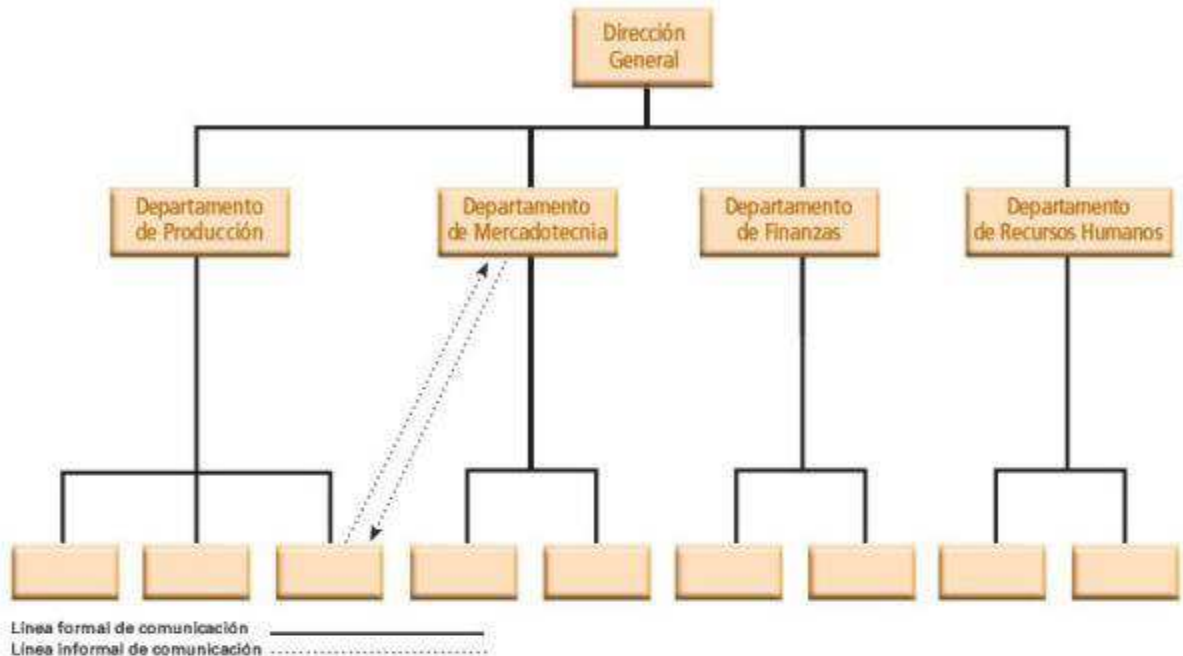 Dirección
General
Departamento
de Producción
Departamento
de Mercadotecnia
Departamento
de Finanzas
Departamento
de Recursos Humanos
Línea formal de comunicación
Línea informal de comunicación